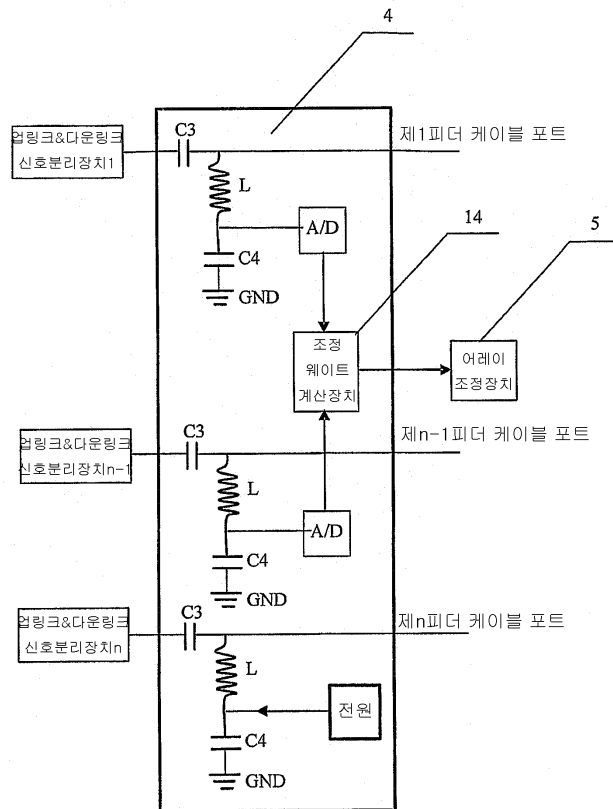 4
업링크&다운링크
신호분리장치1
C3
제1피더 케이블 포트
L
A/D
C4
GND
14
5
조정
웨이트
계산장치
어레이
조정장치
업링크&다운링크
신호분리장치n-1
C3
제n-1피더 케이블 포트
L
A/D
C4
GND
업링크&다운링크
신호분리장치n
C3
제n피더 케이블 포트
L
전원
C4
GND